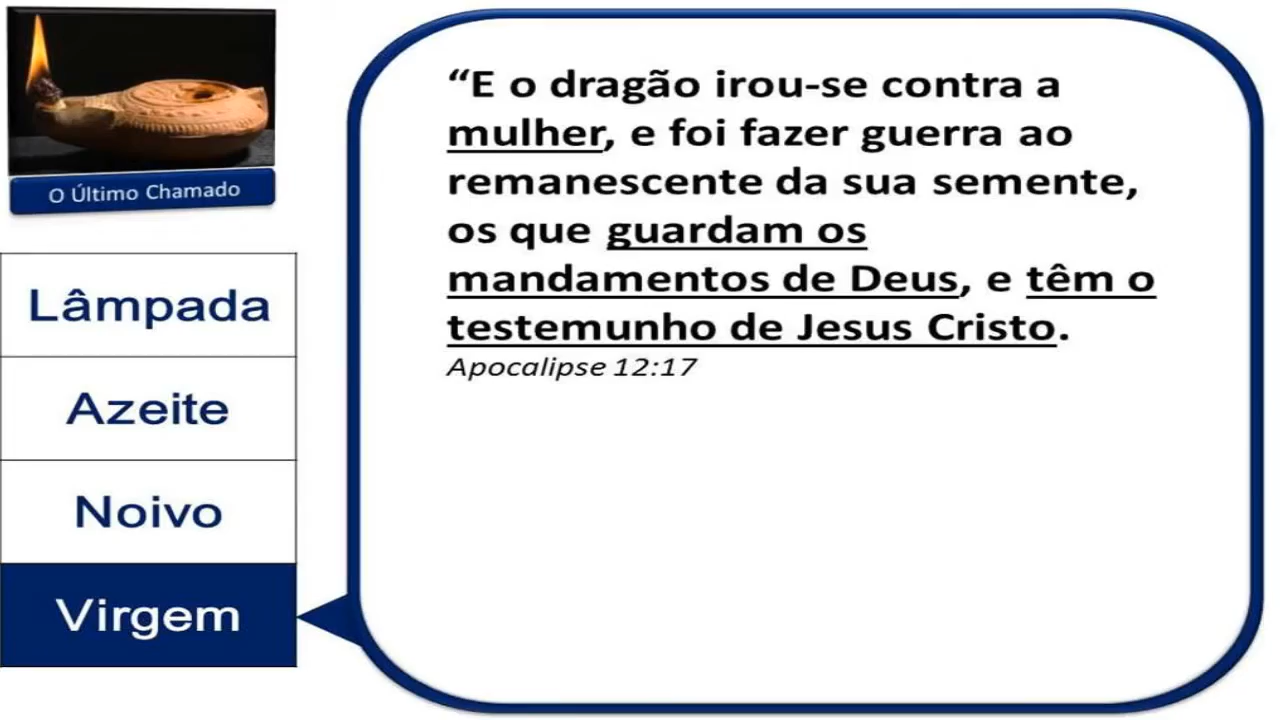 O Último Chamado
Lâmpada
Azeite
Noivo
Virgem
“E o dragão irou-se contra a
mulher, e foi fazer guerra ao
remanescente da sua semente,
os que guardam os
mandamentos de Deus, e têm o
testemunho de Jesus Cristo.
Apocalipse 12:17